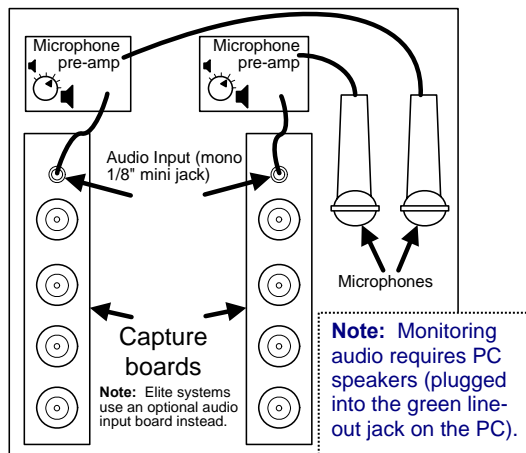 Microphone
pre-amp
Microphone
pre-amp
Audio Input (mono
1/8" mini jack)
Microphones
Capture
boards
Note: Elite systems
use an optional audio
input board instead.
Note: Monitoring
audio requires PC
speakers (plugged
into the green line-
out jack on the PC).